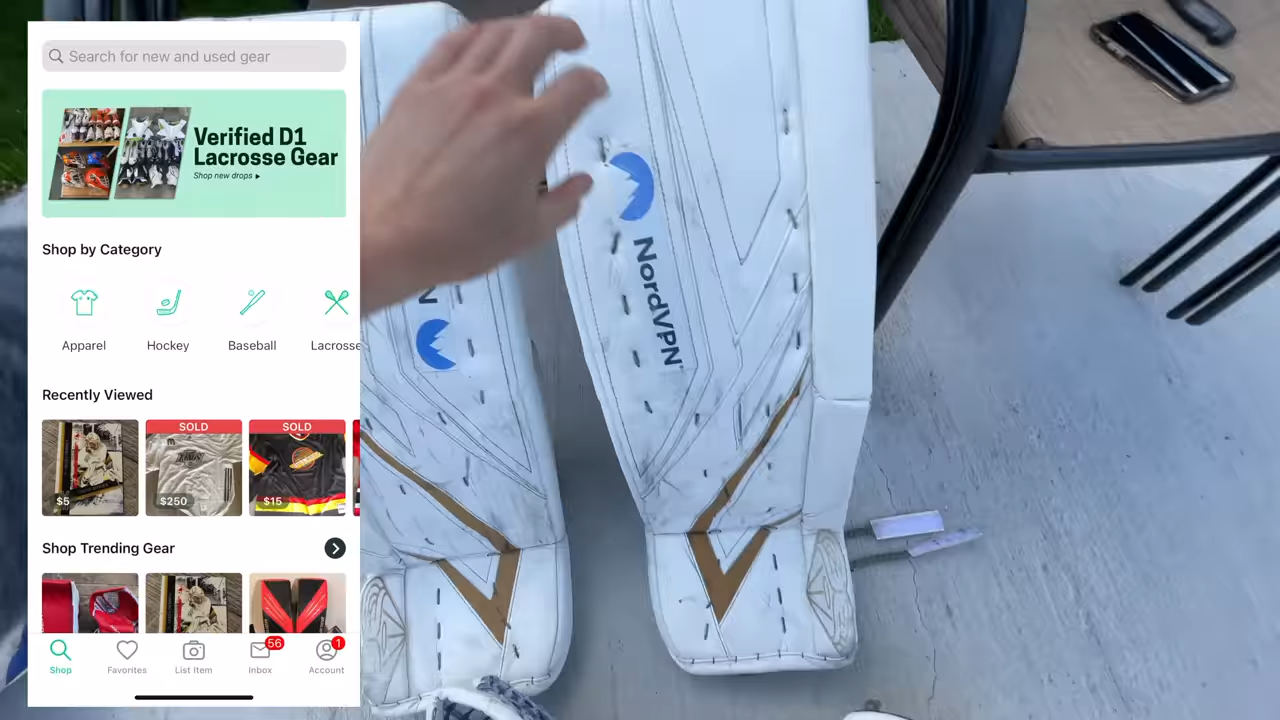 Search for new and used gear
Verified D1
Lacrosse Gear
Shop new drops ▸
Shop by Category
Apparel
Hockey
Baseball
Lacrosse
Recently Viewed
SOLD
SOLD
$5
$250
$15
Shop Trending Gear
56
1
Shop
Favorites
List Item
Inbox
Account
N
NordVPN